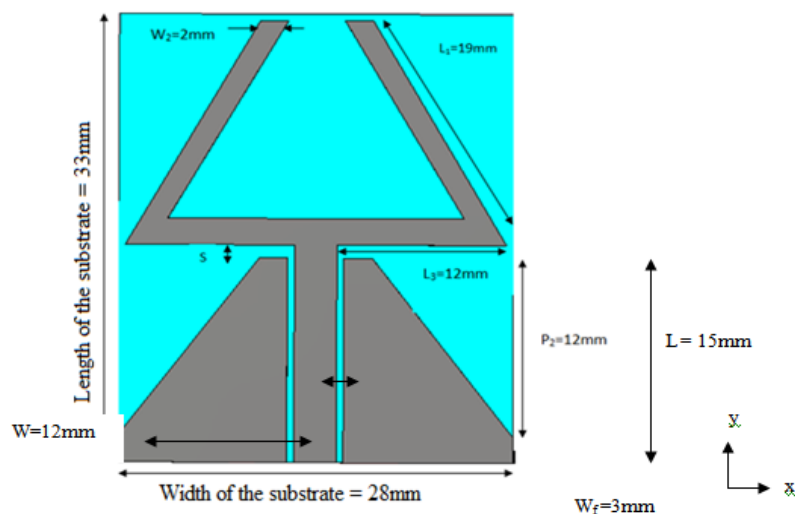 W₂=2mm
L₁=19mm
Length of the substrate = 33mm
S
L₃=12mm
P₂=12mm
L= 15mm
W=12mm
y
x
Width of the substrate = 28mm
W_f=3mm